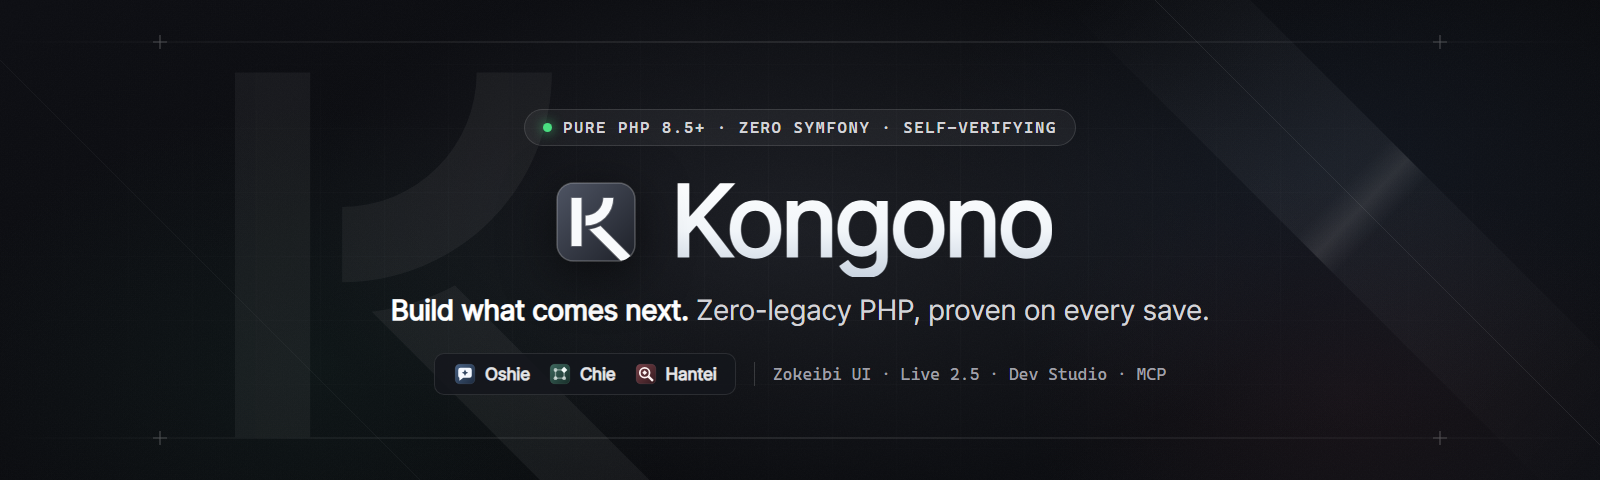 PURE PHP 8.5+ · ZERO SYMFONY · SELF-VERIFYING
Kongono
Build what comes next. Zero-legacy PHP, proven on every save.
Oshie Chie Hantei Zokeibi UI · Live 2.5 · Dev Studio · MCP